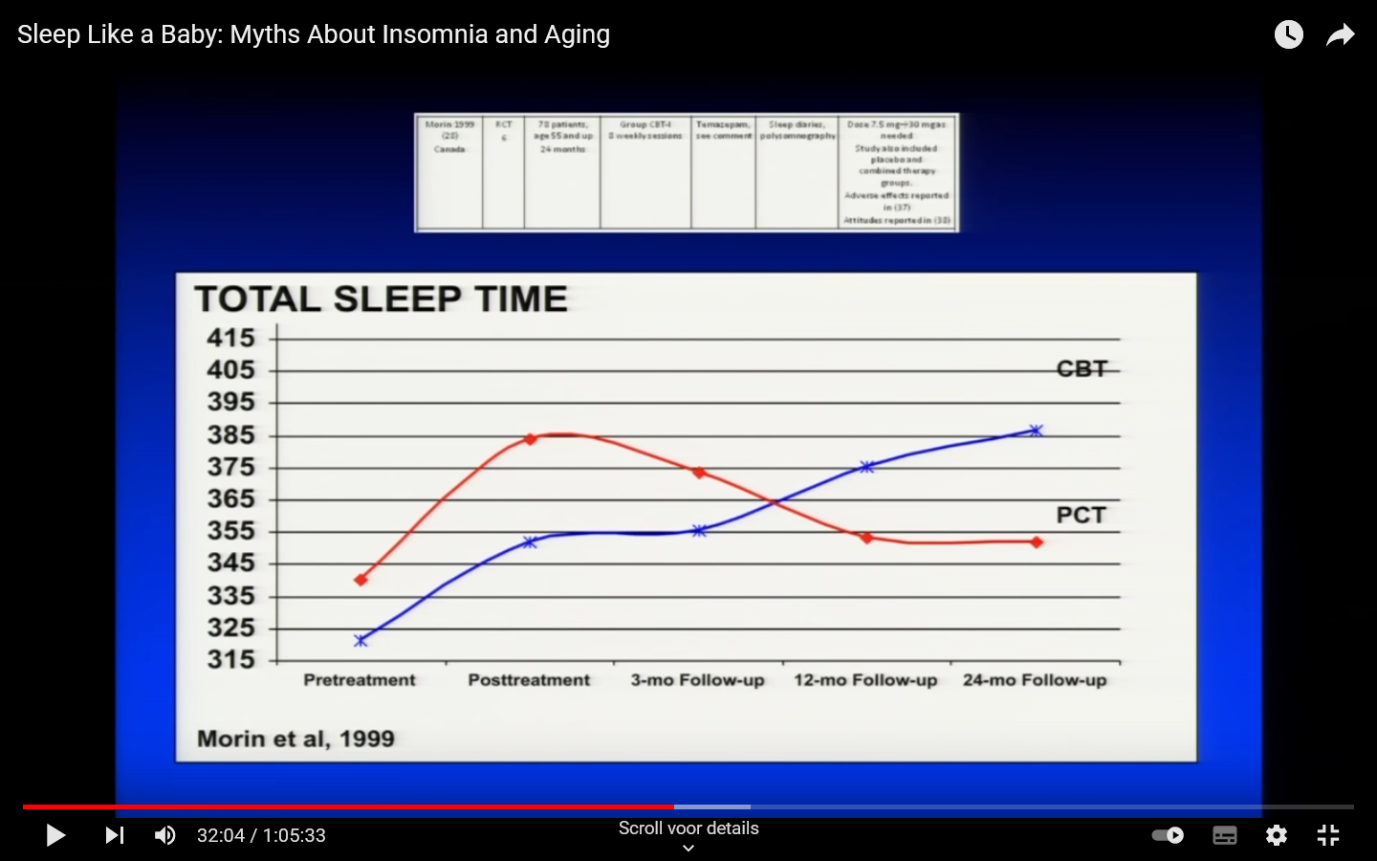 Sleep Like a Baby: Myths About Insomnia and Aging
Morin 1999
(28)
Canada
RCT
6
78 patients,
age 55 and up
24 months
Group CBT-I
8 weekly sessions
Temazepam,
see comment
Sleep diaries,
polysomnography
Dose 7.5 mg→30 mg as
needed
Study also included
placebo and
combined therapy
groups.
Adverse effects reported
in (37)
Attitudes reported in (38)
TOTAL SLEEP TIME
415
405
395
385
375
365
355
345
335
325
315
CBT
PCT
Pretreatment
Posttreatment
3-mo Follow-up
12-mo Follow-up
24-mo Follow-up
Morin et al, 1999
32:04 / 1:05:33
Scroll voor details